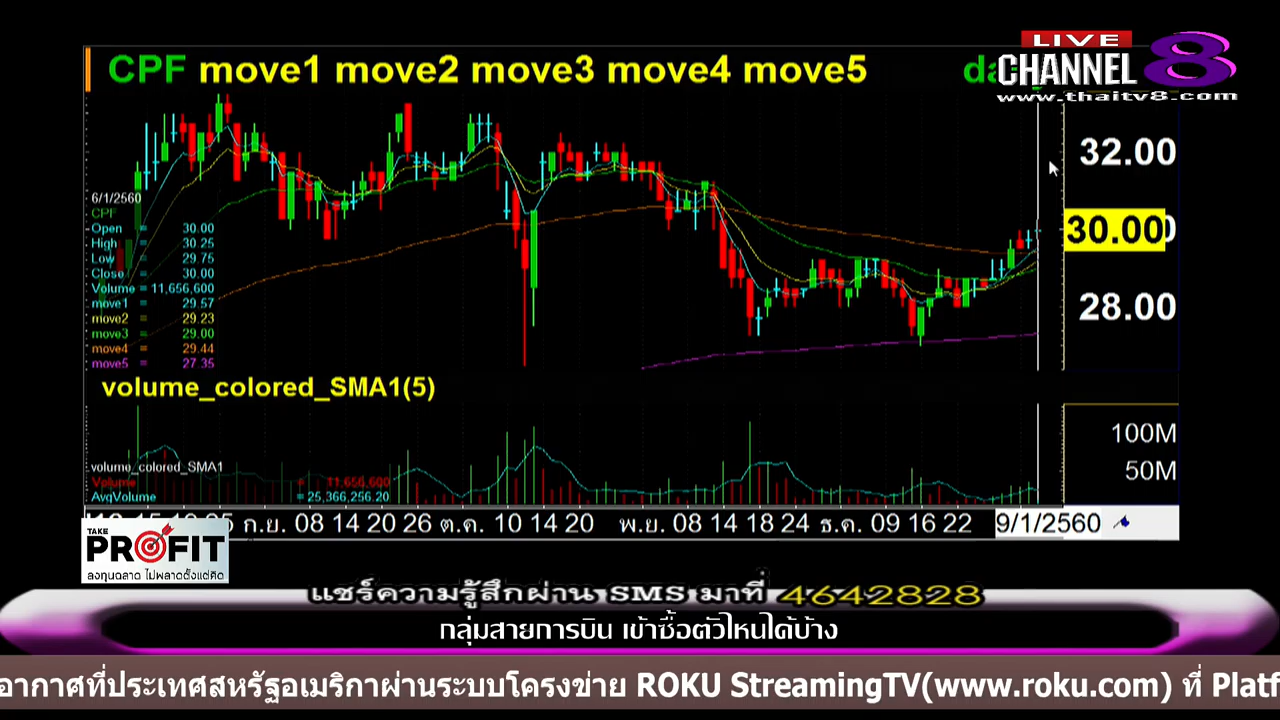 LIVE
CHANNEL 8
www.thaitv8.com
CPF move1 move2 move3 move4 move5
32.00
30.00
28.00
6/1/2560
CPF
Open = 30.00
High = 30.25
Low = 29.75
Close = 30.00
Volume = 11,656,600
move1 = 29.57
move2 = 29.23
move3 = 29.00
move4 = 29.44
move5 = 27.35
volume_colored_SMA1(5)
100M
50M
volume_colored_SMA1
Volume = 11,656,600
AvgVolume = 25,366,256.20
ก.ย. 08 14 20 26 ต.ค. 10 14 20 พ.ย. 08 14 18 24 ธ.ค. 09 16 22 9/1/2560
TAKE
PROFIT
ลงทุนฉลาด ไม่พลาดตั้งแต่คิด
แชร์ความรู้สึกผ่าน SMS มาที่ 4642828
กลุ่มสายการบิน เข้าซื้อตัวไหนได้บ้าง
อากาศที่ประเทศสหรัฐอเมริกาผ่านระบบโครงข่าย ROKU StreamingTV(www.roku.com) ที่